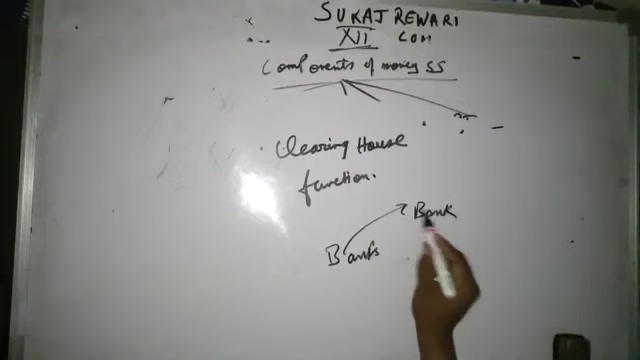 SURAJ REWARI
XII COM
Components of money SS
Clearing House
function.
Bank
Banks